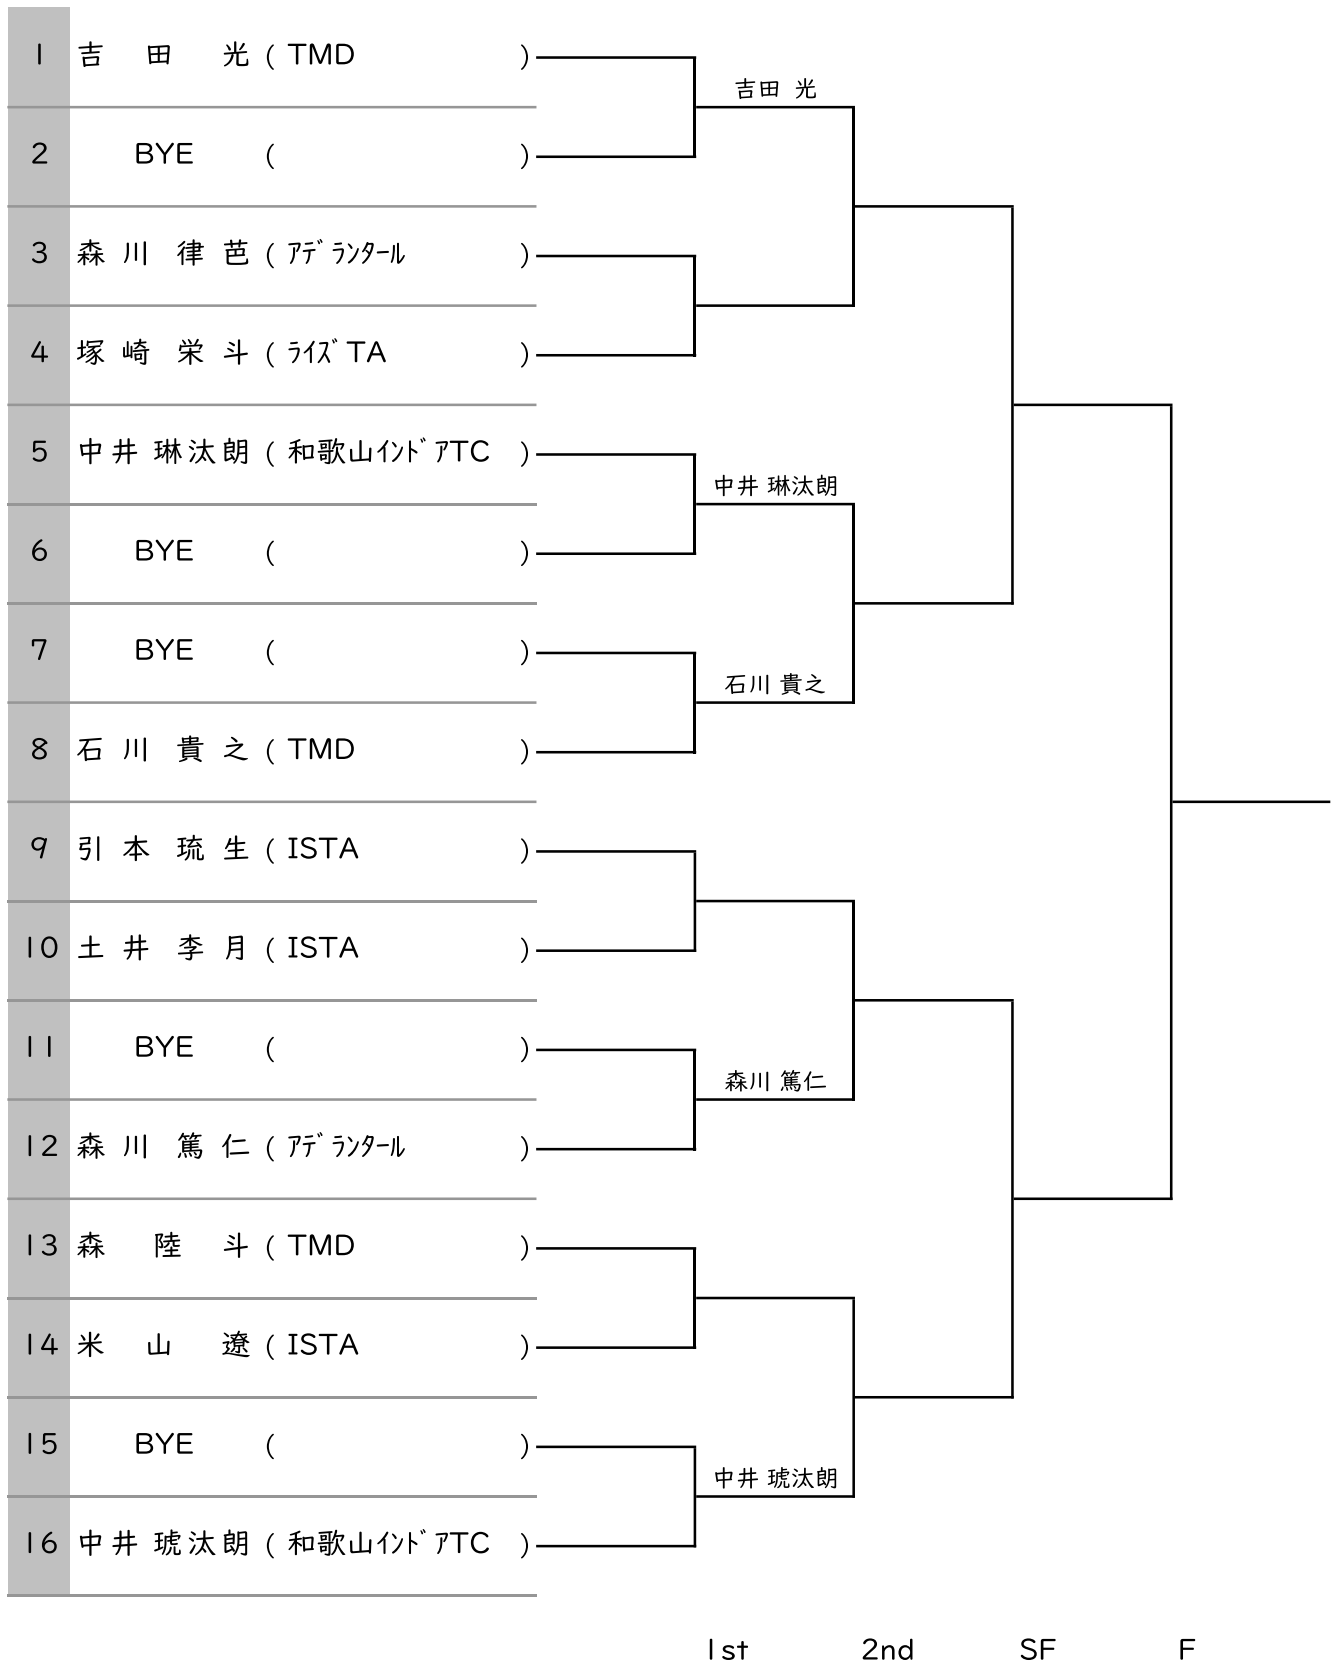 1 吉 田 光 ( TMD )
吉田 光
2 BYE ( )
3 森 川 律 芭 ( ｱﾃﾞﾗﾝﾀｰﾙ )
4 塚 崎 栄 斗 ( ﾗｲｽﾞTA )
5 中井 琳汰朗 ( 和歌山ｲﾝﾄﾞｱTC )
中井 琳汰朗
6 BYE ( )
7 BYE ( )
石川 貴之
8 石 川 貴 之 ( TMD )
9 引 本 琉 生 ( ISTA )
10 土 井 李 月 ( ISTA )
11 BYE ( )
森川 篤仁
12 森 川 篤 仁 ( ｱﾃﾞﾗﾝﾀｰﾙ )
13 森 陸 斗 ( TMD )
14 米 山 遼 ( ISTA )
15 BYE ( )
中井 琥汰朗
16 中井 琥汰朗 ( 和歌山ｲﾝﾄﾞｱTC )
1st 2nd SF F